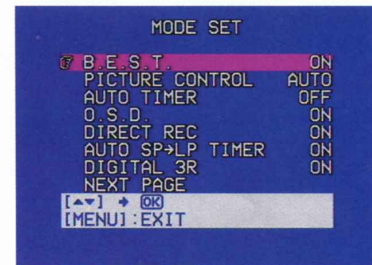 MODE SET
B.E.S.T. ON
PICTURE CONTROL AUTO
AUTO TIMER OFF
O.S.D. ON
DIRECT REC ON
AUTO SP→LP TIMER ON
DIGITAL 3R ON
NEXT PAGE
[▲▼] → OK
[MENU] : EXIT